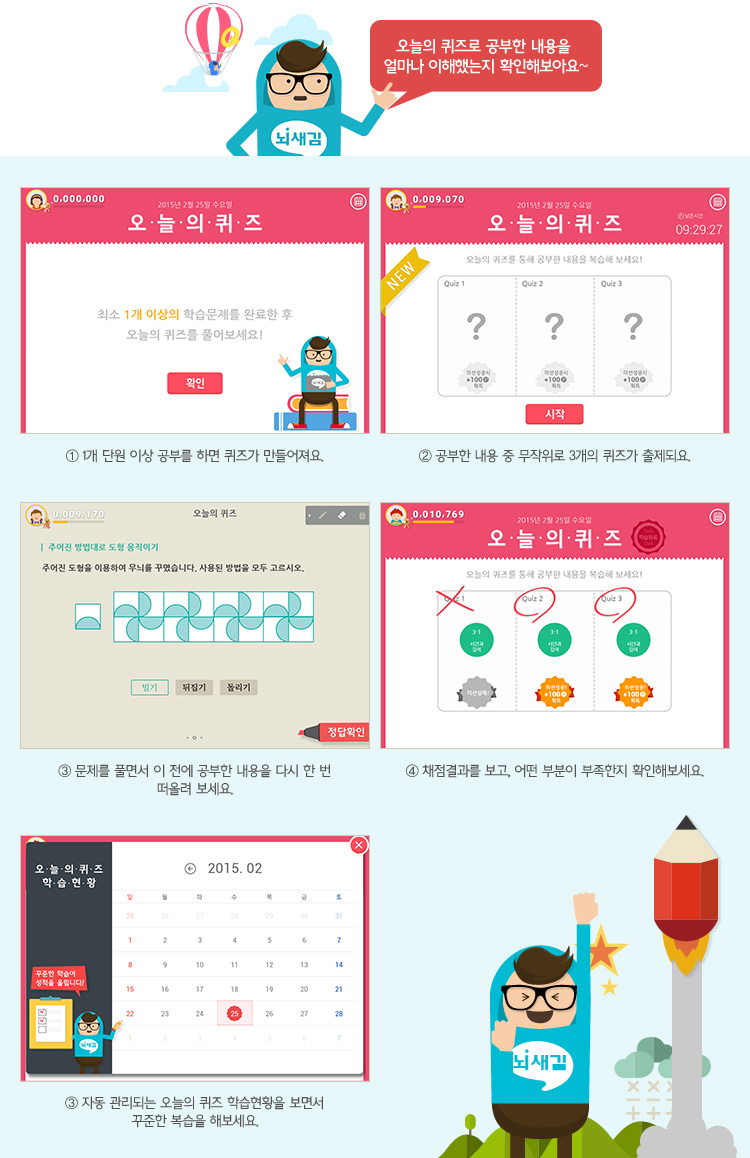 오늘의 퀴즈로 공부한 내용을
얼마나 이해했는지 확인해보아요~
뇌새김
0,000,000
2015년 2월 25일 수요일
오·늘·의·퀴·즈
최소 1개 이상의 학습문제를 완료한 후
오늘의 퀴즈를 풀어보세요!
뇌새김
확인
① 1개 단원 이상 공부를 하면 퀴즈가 만들어져요.
0,009,070
2015년 2월 25일 수요일
오·늘·의·퀴·즈
남은시간
09:29:27
NEW
오늘의 퀴즈를 통해 공부한 내용을 복습해 보세요!
Quiz 1 Quiz 2 Quiz 3
? ? ?
미션성공시 미션성공시 미션성공시
+100 +100 +100
획득 획득 획득
시작
② 공부한 내용 중 무작위로 3개의 퀴즈가 출제되요.
0,009,170
오늘의 퀴즈
| 주어진 방법대로 도형 움직이기
주어진 도형을 이용하여 무늬를 꾸몄습니다. 사용된 방법을 모두 고르시오.
밀기 뒤집기 돌리기
정답확인
③ 문제를 풀면서 이 전에 공부한 내용을 다시 한 번
떠올려 보세요.
0,010,769
2015년 2월 25일 수요일
오·늘·의·퀴·즈
학습완료
오늘의 퀴즈를 통해 공부한 내용을 복습해 보세요!
Quiz 1 Quiz 2 Quiz 3
3-1 3-1 3-1
시간과 시간과 시간과
길이 길이 길이
미션실패! 미션성공! 미션성공!
+100 +100
획득 획득
④ 채점결과를 보고, 어떤 부분이 부족한지 확인해보세요.
오·늘·의·퀴·즈
학·습·현·황
꾸준한 학습이
성적을 올립니다!
뇌새김
2015. 02
일 월 화 수 목 금 토
25 26 27 28 29 30 31
1 2 3 4 5 6 7
8 9 10 11 12 13 14
15 16 17 18 19 20 21
22 23 24 25 26 27 28
1 2 3 4 5 6 7
③ 자동 관리되는 오늘의 퀴즈 학습현황을 보면서
꾸준한 복습을 해보세요.
뇌새김